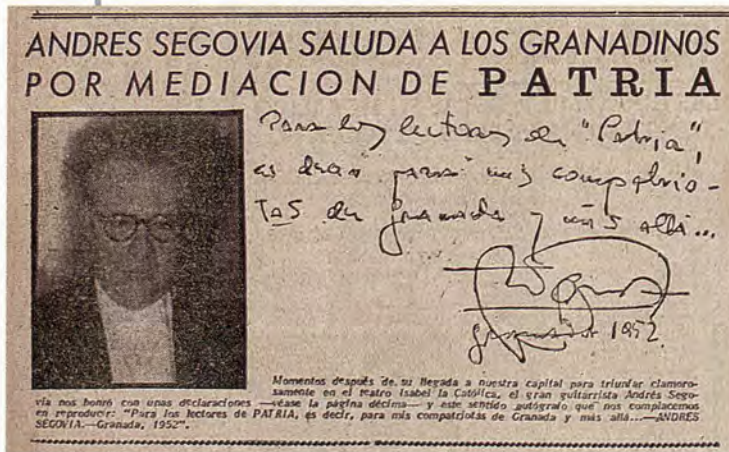 ANDRES SEGOVIA SALUDA A LOS GRANADINOS
POR MEDIACION DE PATRIA
Para los lectores de "Patria",
es decir "para" mis compatrio-
tas de Granada y más allá...
Granada 1952.
Momentos después de su llegada a nuestra capital para triunfar clamoro-
samente en el teatro Isabel la Católica, el gran guitarrista Andrés Sego-
via nos honró con unas declaraciones —véase la página décima— y este sentido autógrafo que nos complacemos
en reproducir: "Para los lectores de PATRIA, es decir, para mis compatriotas de Granada y más allá...—ANDRES
SEGOVIA.—Granada, 1952".